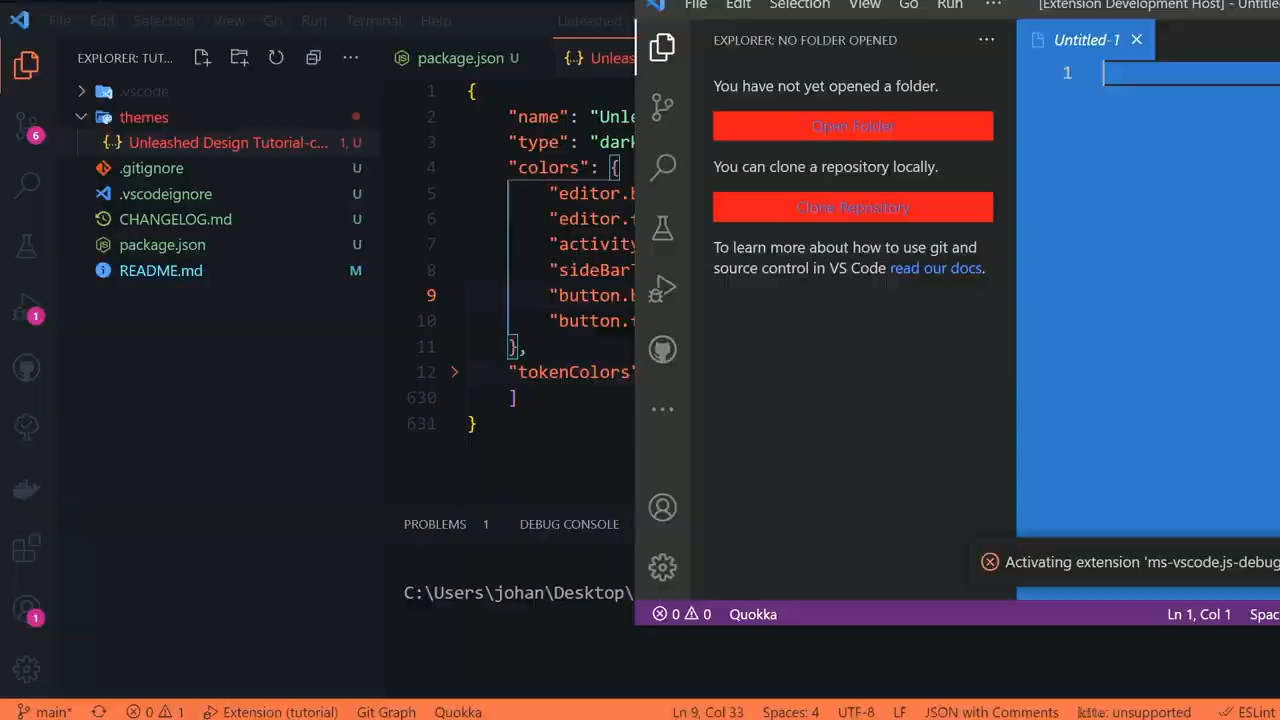 File Edit Selection View Go Run Terminal Help Unleashed
EXPLORER: TUT...
.vscode
themes
Unleashed Design Tutorial-c... 1, U
.gitignore U
.vscodeignore U
CHANGELOG.md U
package.json U
README.md M
6
1
1
package.json U
Unleas
1 {
2 "name": "Unle
3 "type": "dark
4 "colors": {
5 "editor.b
6 "editor.f
7 "activity
8 "sideBarT
9 "button.b
10 "button.f
11 },
12 "tokenColors"
630 ]
631 }
PROBLEMS 1 DEBUG CONSOLE
C:\Users\johan\Desktop\
main* 0 1 Extension (tutorial) Git Graph Quokka Ln 9, Col 33 Spaces: 4 UTF-8 LF JSON with Comments kite: unsupported ESLint
File Edit Selection View Go Run ··· [Extension Development Host] - Untitle
EXPLORER: NO FOLDER OPENED ···
Untitled-1
1
You have not yet opened a folder.
Open Folder
You can clone a repository locally.
Clone Repository
To learn more about how to use git and
source control in VS Code read our docs.
Activating extension 'ms-vscode.js-debug
0 0 Quokka Ln 1, Col 1 Spac